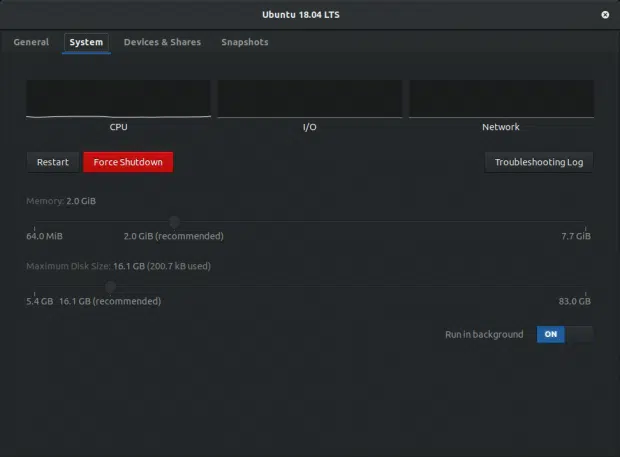 Ubuntu 18.04 LTS
General System Devices & Shares Snapshots
CPU I/O Network
Restart Force Shutdown Troubleshooting Log
Memory: 2.0 GiB
64.0 MiB 2.0 GiB (recommended) 7.7 GiB
Maximum Disk Size: 16.1 GB (200.7 kB used)
5.4 GB 16.1 GB (recommended) 83.0 GB
Run in background ON